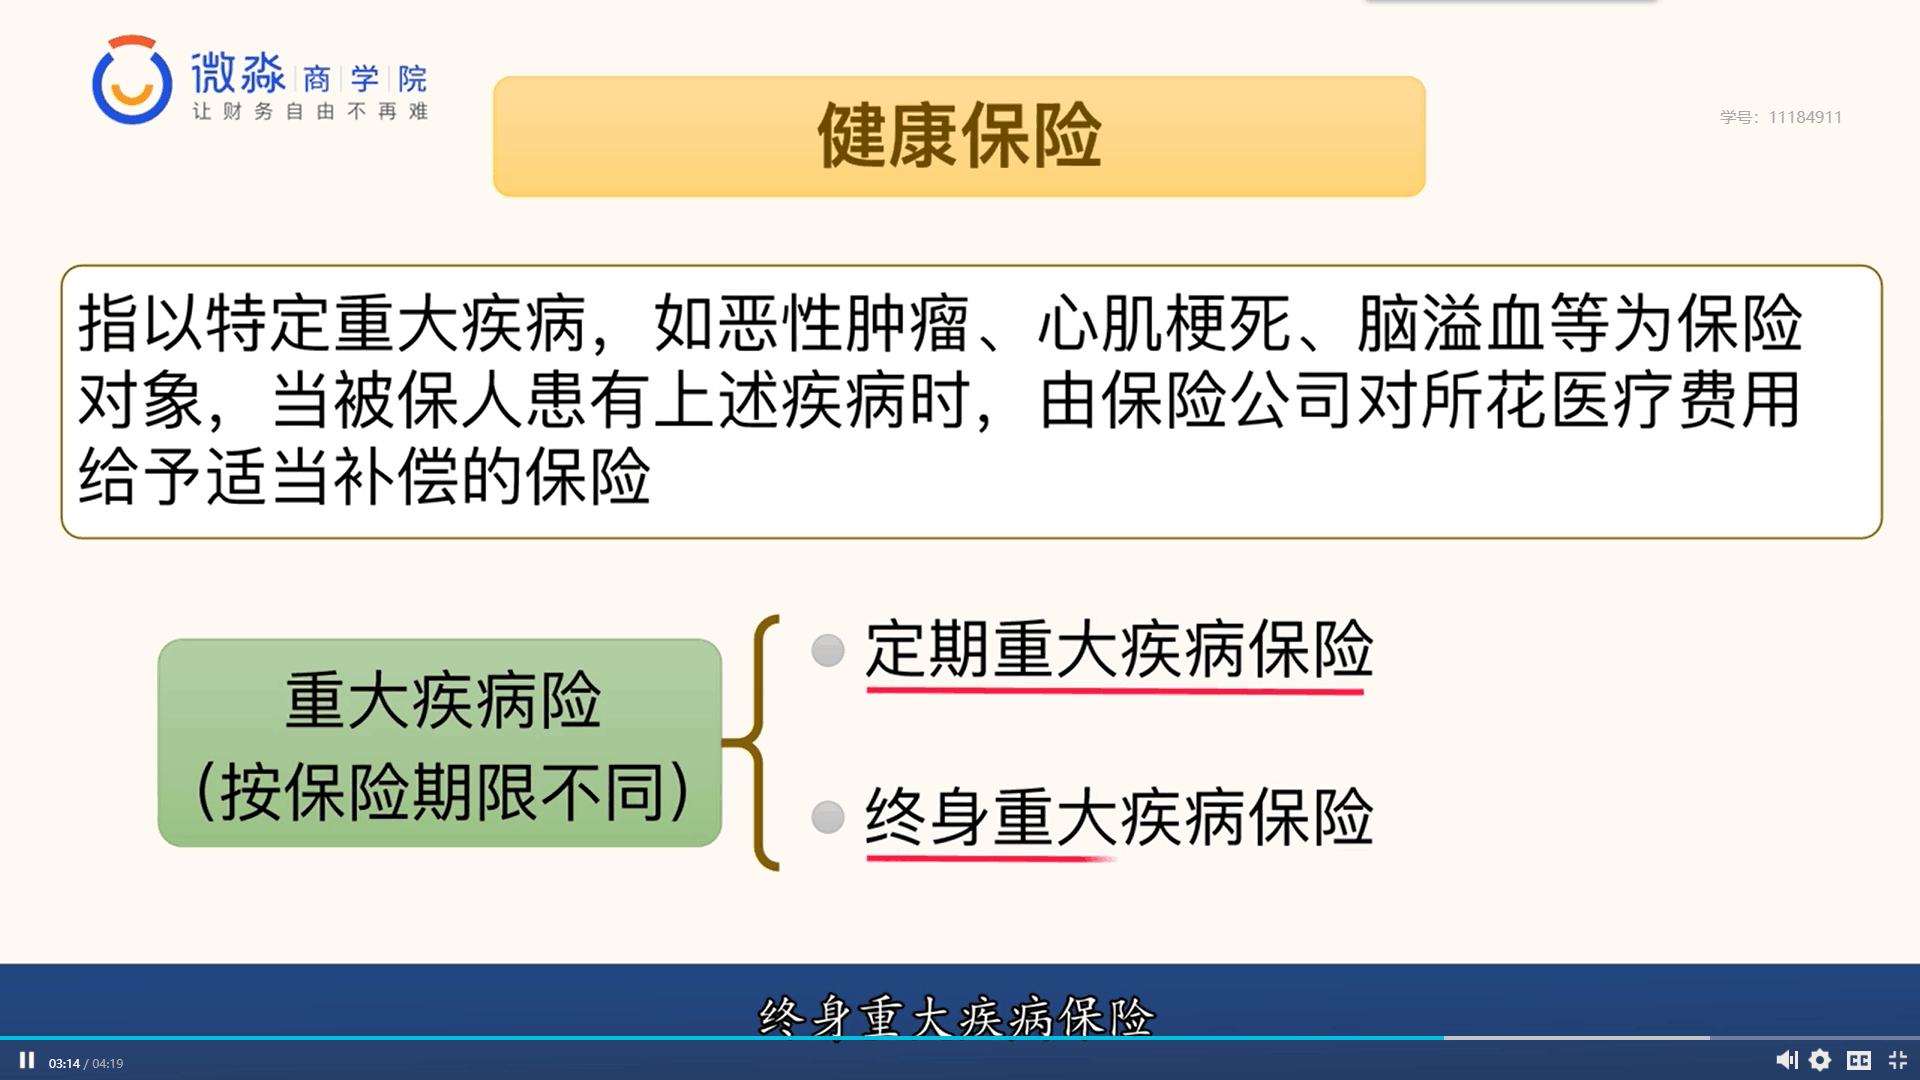 微淼商学院
让财务自由不再难
健康保险
学号：11184911
指以特定重大疾病，如恶性肿瘤、心肌梗死、脑溢血等为保险
对象，当被保人患有上述疾病时，由保险公司对所花医疗费用
给予适当补偿的保险
重大疾病险
（按保险期限不同）
定期重大疾病保险
终身重大疾病保险
终身重大疾病保险
03:14 / 04:19
CC